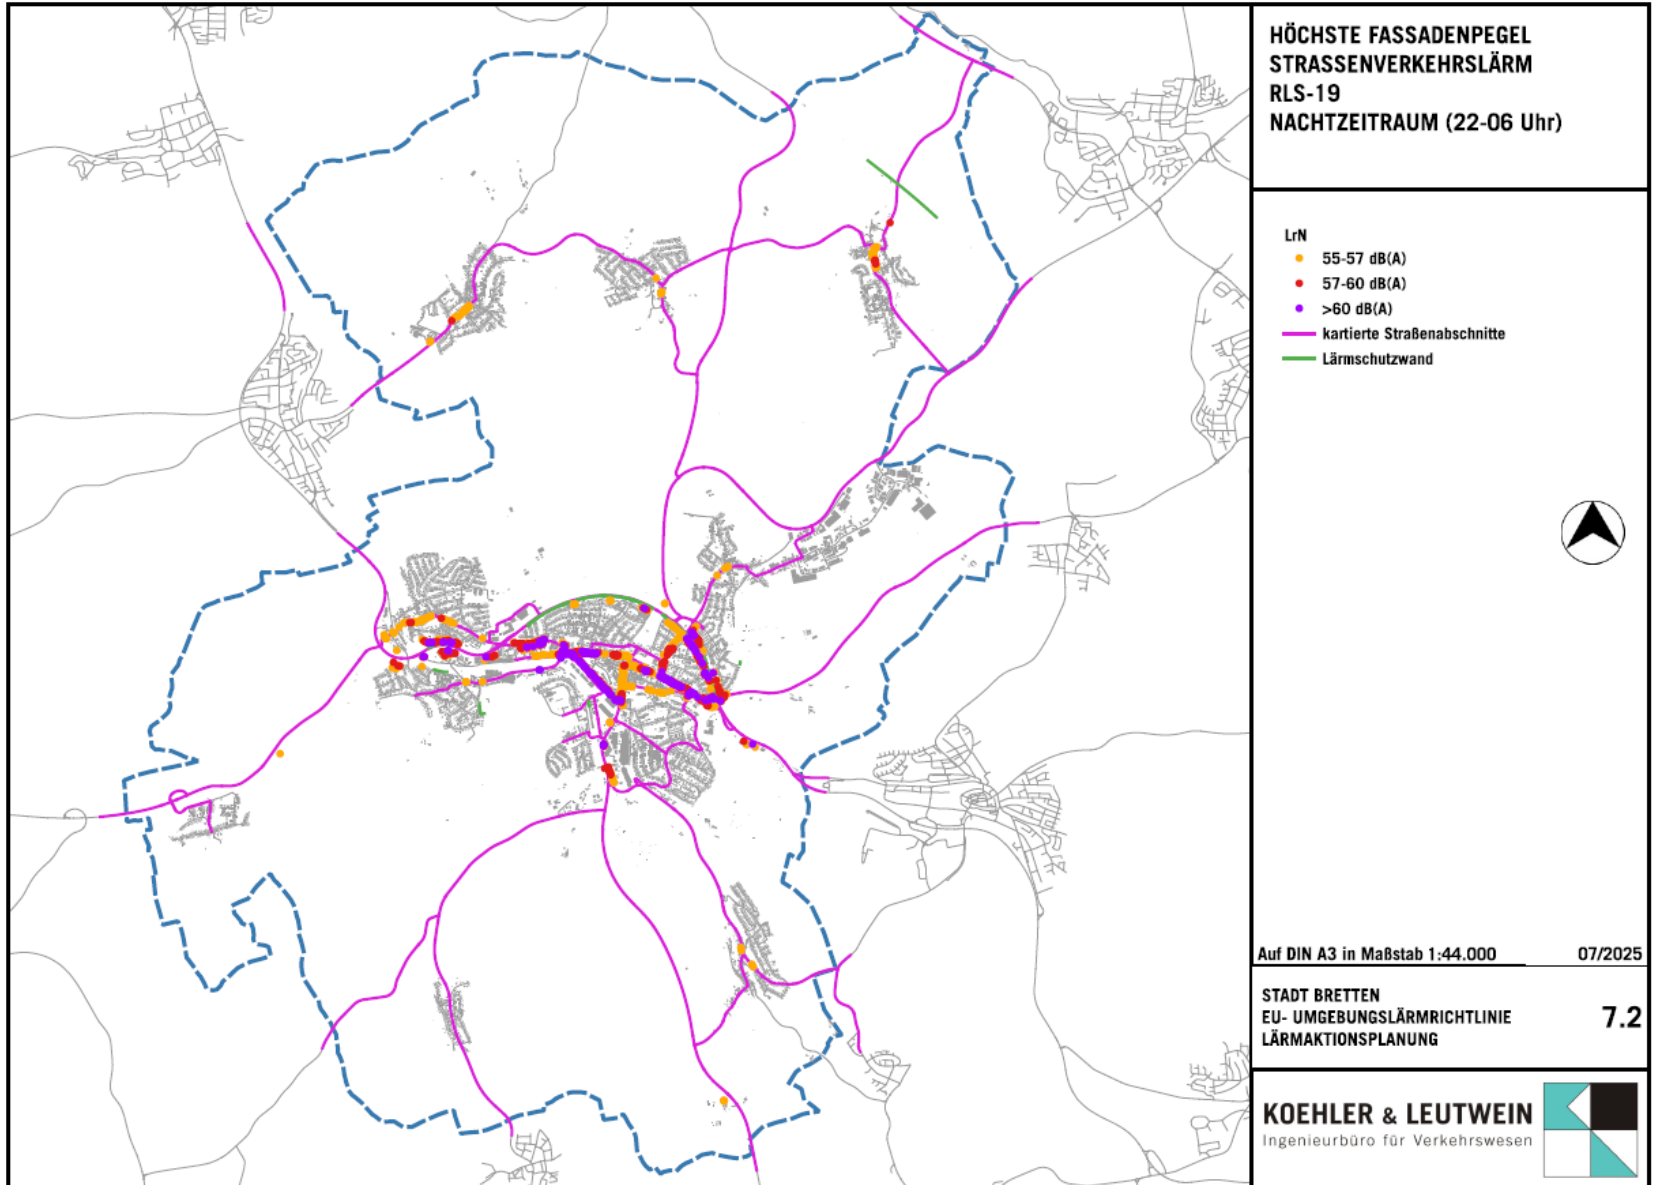 HÖCHSTE FASSADENPEGEL
STRASSENVERKEHRSLÄRM
RLS-19
NACHTZEITRAUM (22-06 Uhr)
LrN
55-57 dB(A)
57-60 dB(A)
>60 dB(A)
kartierte Straßenabschnitte
Lärmschutzwand
Auf DIN A3 in Maßstab 1:44.000 07/2025
STADT BRETTEN
EU- UMGEBUNGSLÄRMRICHTLINIE 7.2
LÄRMAKTIONSPLANUNG
KOEHLER & LEUTWEIN
Ingenieurbüro für Verkehrswesen